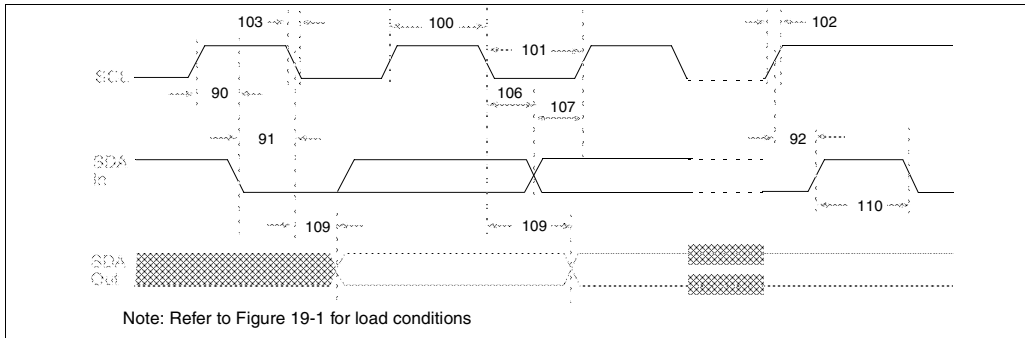 103
100
102
101
SCL
90
106
107
91
92
SDA
In
110
109
109
SDA
Out
Note: Refer to Figure 19-1 for load conditions